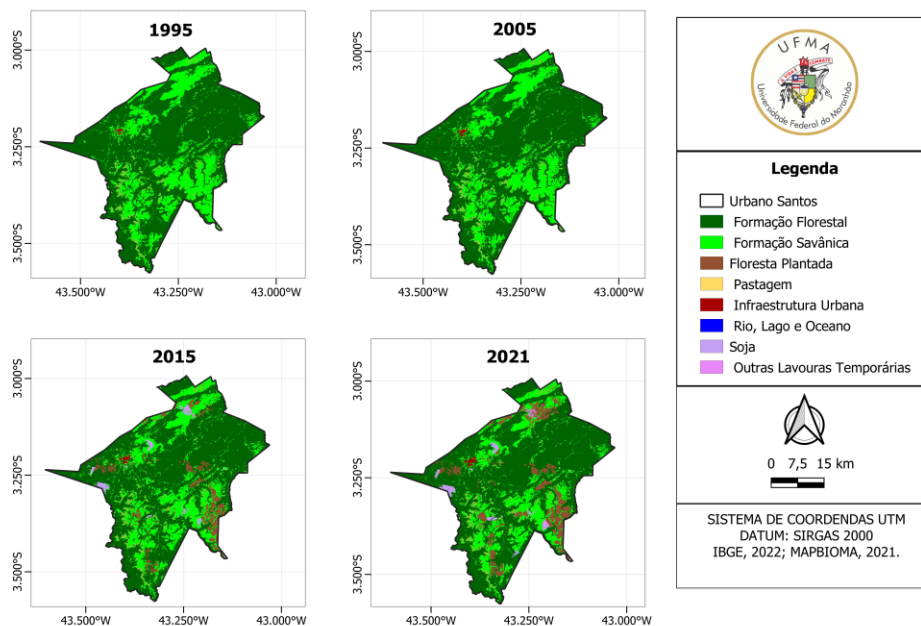 1995
3.000°S
3.250°S
3.500°S
43.500°W
43.250°W
43.000°W
2005
3.000°S
3.250°S
3.500°S
43.500°W
43.250°W
43.000°W
2015
3.000°S
3.250°S
3.500°S
43.500°W
43.250°W
43.000°W
2021
3.000°S
3.250°S
3.500°S
43.500°W
43.250°W
43.000°W
UFMA
Universidade Federal do Maranhão
Legenda
Urbano Santos
Formação Florestal
Formação Savânica
Floresta Plantada
Pastagem
Infraestrutura Urbana
Rio, Lago e Oceano
Soja
Outras Lavouras Temporárias
0 7,5 15 km
SISTEMA DE COORDENDAS UTM
DATUM: SIRGAS 2000
IBGE, 2022; MAPBIOMA, 2021.